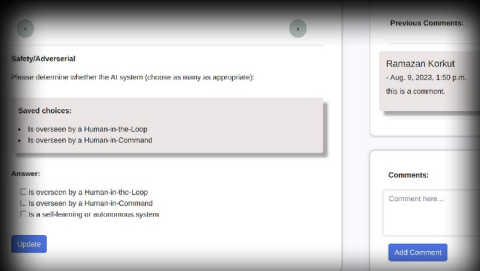 Safety/Adverserial
Please determine whether the AI system (choose as many as appropriate):
Saved choices:
Is overseen by a Human-in-the-Loop
Is overseen by a Human-in-Command
Answer:
Is overseen by a Human-in-the-Loop
Is overseen by a Human-in-Command
Is a self-learning or autonomous system
Update
Previous Comments:
Ramazan Korkut
- Aug. 9, 2023, 1:50 p.m.
this is a comment.
Comments:
Comment here...
Add Comment